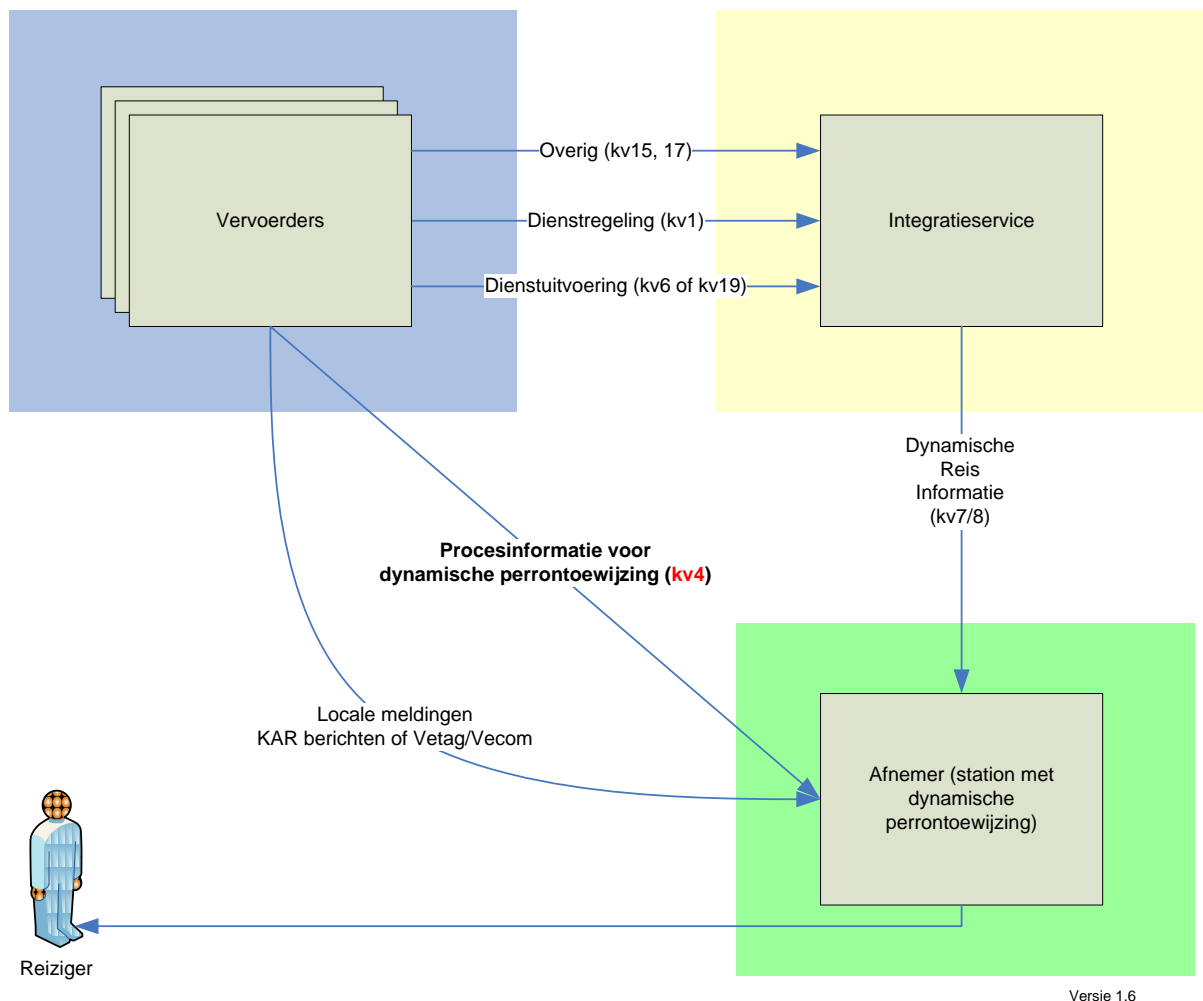 Overig (kv15, 17)
Vervoerders
Dienstregeling (kv1)
Integratieservice
Dienstuitvoering (kv6 of kv19)
Dynamische
Reis
Informatie
(kv7/8)
Procesinformatie voor
dynamische perrontoewijzing (kv4)
Locale meldingen
KAR berichten of Vetag/Vecom
Afnemer (station met
dynamische
perrontoewijzing)
Reiziger
Versie 1.6